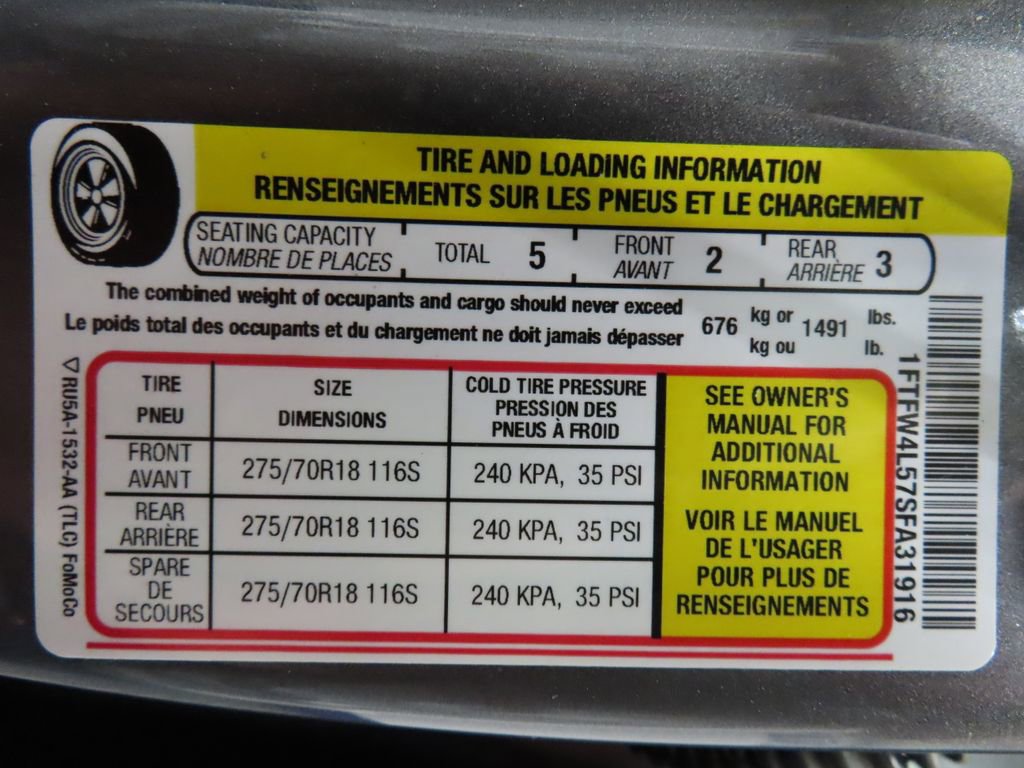 TIRE AND LOADING INFORMATION
RENSEIGNEMENTS SUR LES PNEUS ET LE CHARGEMENT
SEATING CAPACITY
NOMBRE DE PLACES
TOTAL 5
FRONT
AVANT
2
REAR
ARRIÈRE
3
The combined weight of occupants and cargo should never exceed
Le poids total des occupants et du chargement ne doit jamais dépasser
676
kg or
kg ou
1491
lbs.
lb.
TIRE
PNEU
SIZE
DIMENSIONS
COLD TIRE PRESSURE
PRESSION DES
PNEUS À FROID
FRONT
AVANT
275/70R18 116S
240 KPA, 35 PSI
REAR
ARRIÈRE
275/70R18 116S
240 KPA, 35 PSI
SPARE
DE
SECOURS
275/70R18 116S
240 KPA, 35 PSI
SEE OWNER'S
MANUAL FOR
ADDITIONAL
INFORMATION
VOIR LE MANUEL
DE L'USAGER
POUR PLUS DE
RENSEIGNEMENTS
1FTFW4L57SFA31916
RU5A-1532-AA (TLC) FoMoCo